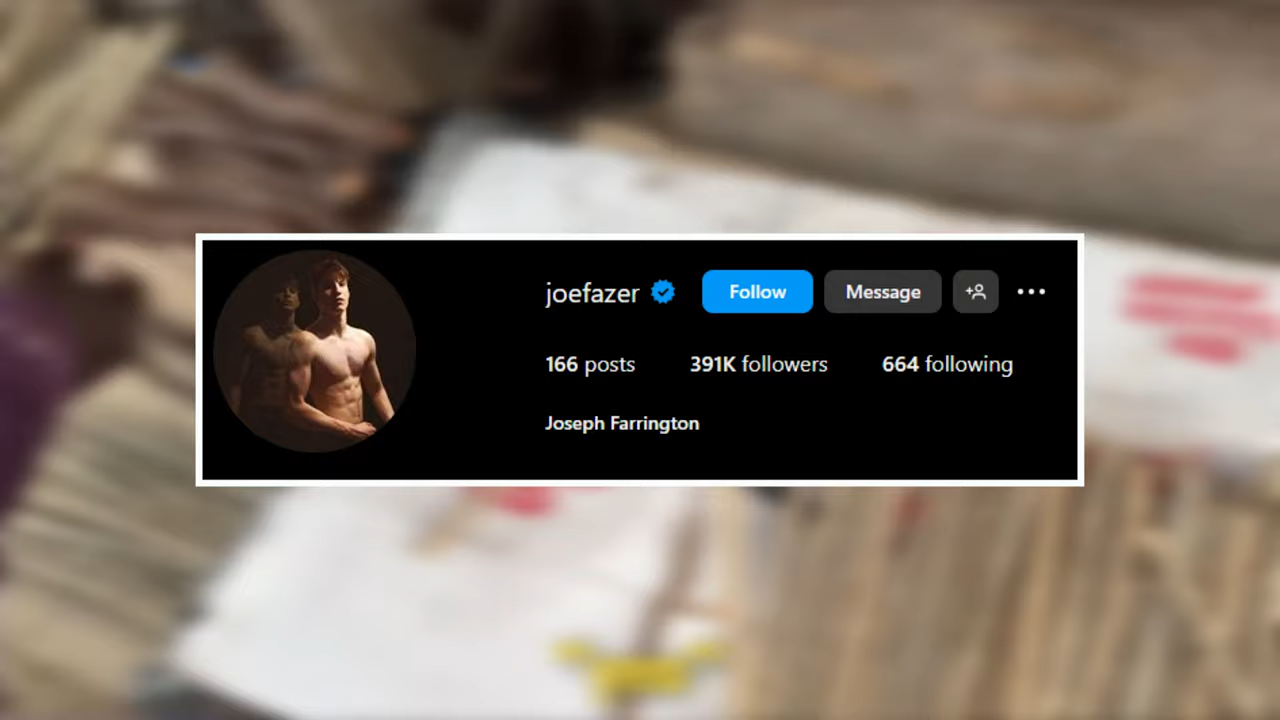 joefazer
Follow
Message
166 posts
391K followers
664 following
Joseph Farrington